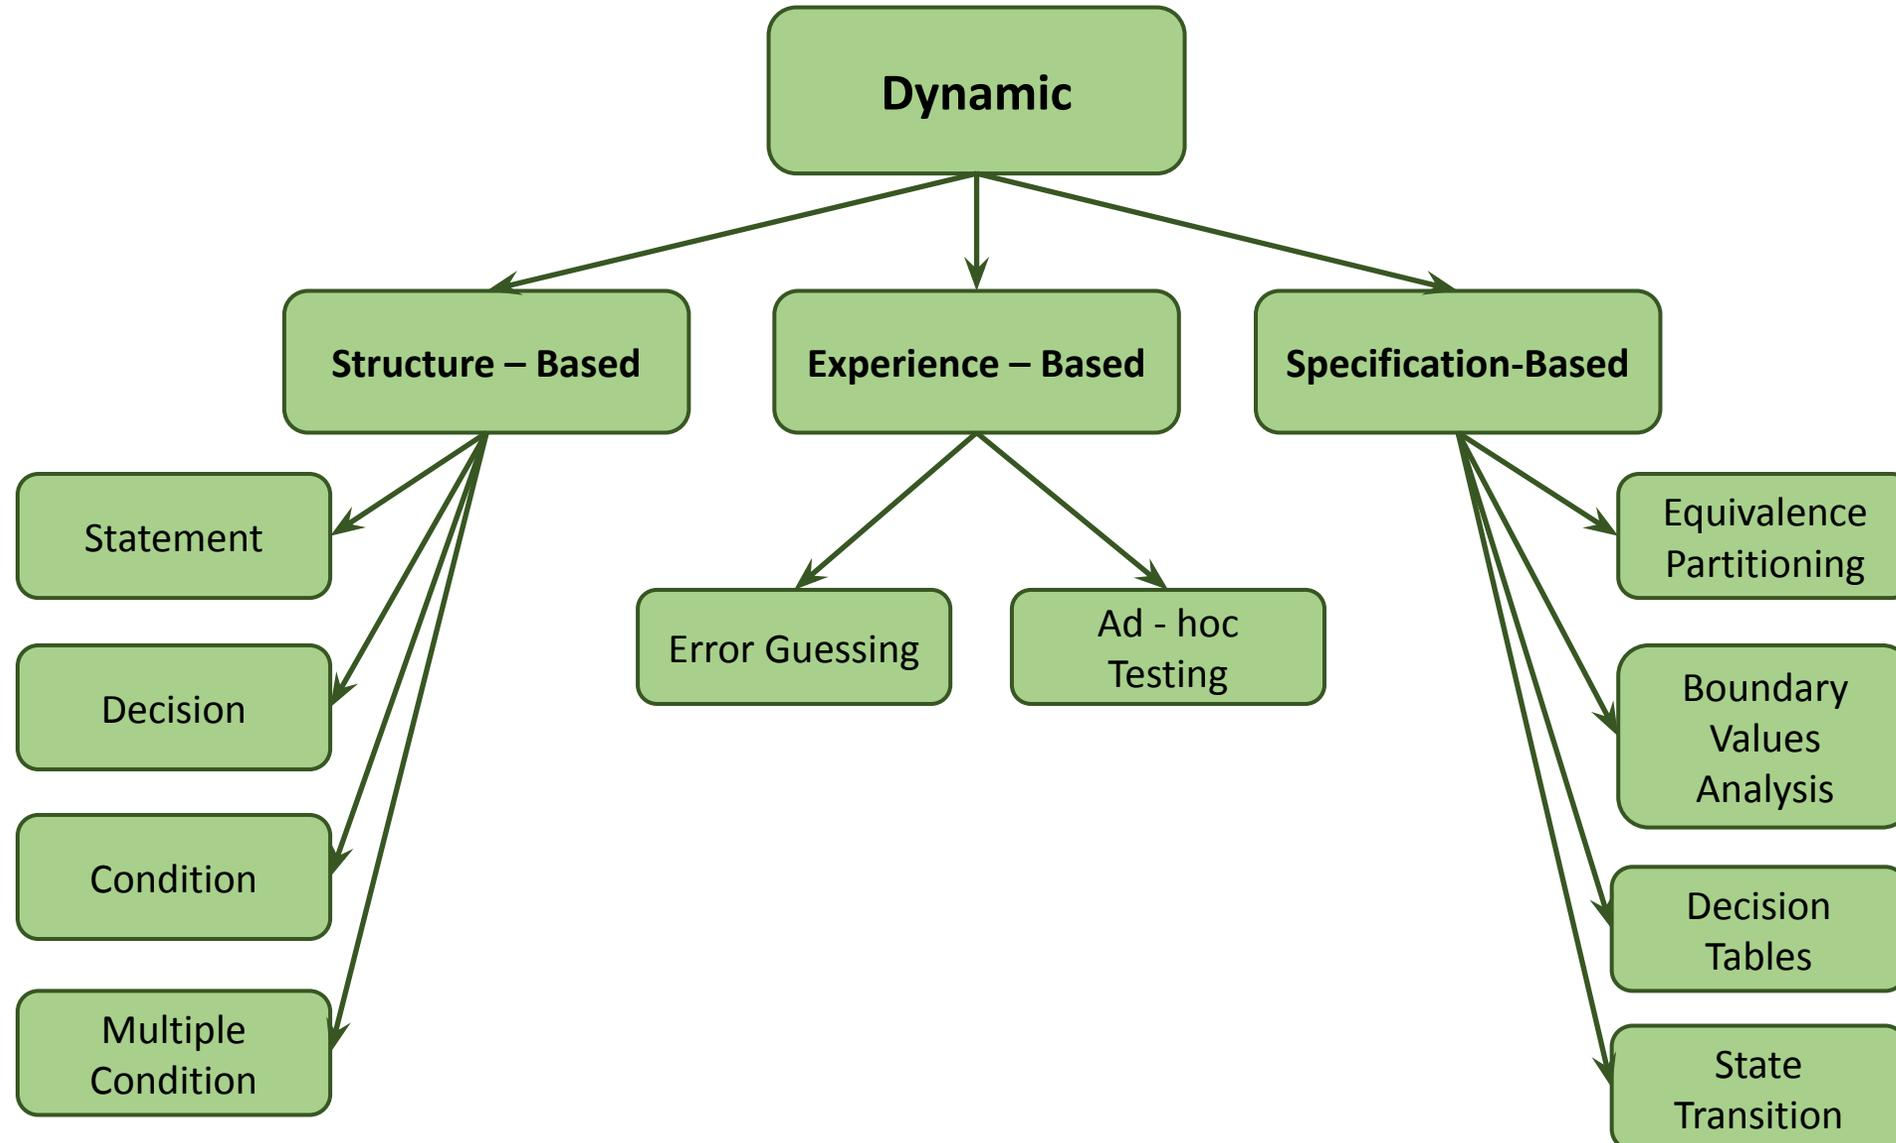 Dynamic
Structure – Based
Experience – Based
Specification-Based
Statement
Decision
Condition
Multiple
Condition
Error Guessing
Ad - hoc
Testing
Equivalence
Partitioning
Boundary
Values
Analysis
Decision
Tables
State
Transition